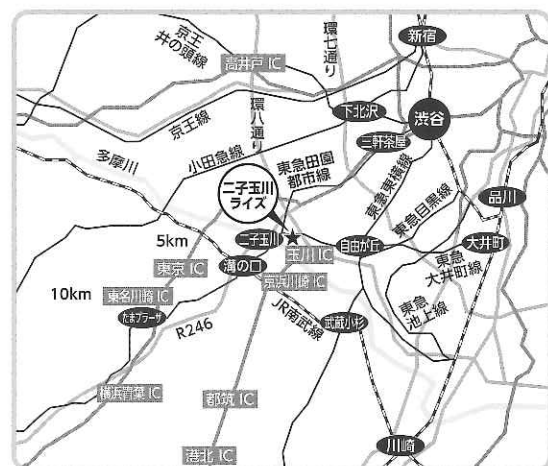 新宿
京王
井の頭線
環七通り
高井戸 IC
環八通り
下北沢
渋谷
京王線
三軒茶屋
小田急線
多摩川
東急田園
都市線
東急東横線
二子玉川
ライズ
東急目黒線
品川
5km
二子玉川
自由が丘
大井町
玉川 IC
東京 IC
溝の口
京浜川崎 IC
東急
大井町線
10km
東名川崎 IC
東急
池上線
たまプラーザ
R246
JR南武線
武蔵小杉
横浜青葉 IC
都筑 IC
川崎
港北 IC